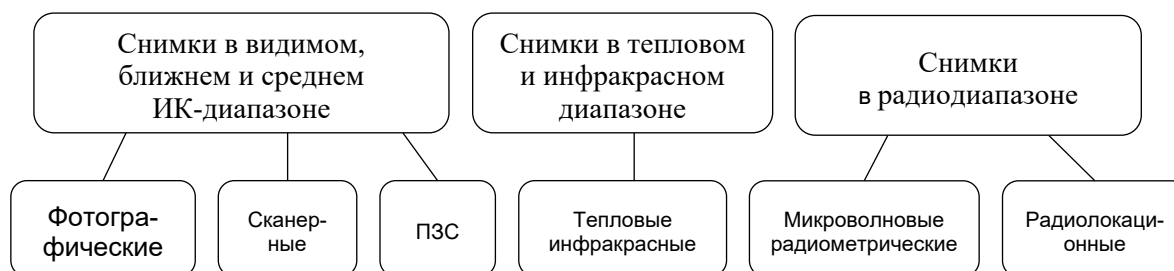 Снимки в видимом,
ближнем и среднем
ИК-диапазоне
Снимки в тепловом
и инфракрасном
диапазоне
Снимки
в радиодиапазоне
Фотогра-
фические
Сканер-
ные
ПЗС
Тепловые
инфракрасные
Микроволновые
радиометрические
Радиолокаци-
онные